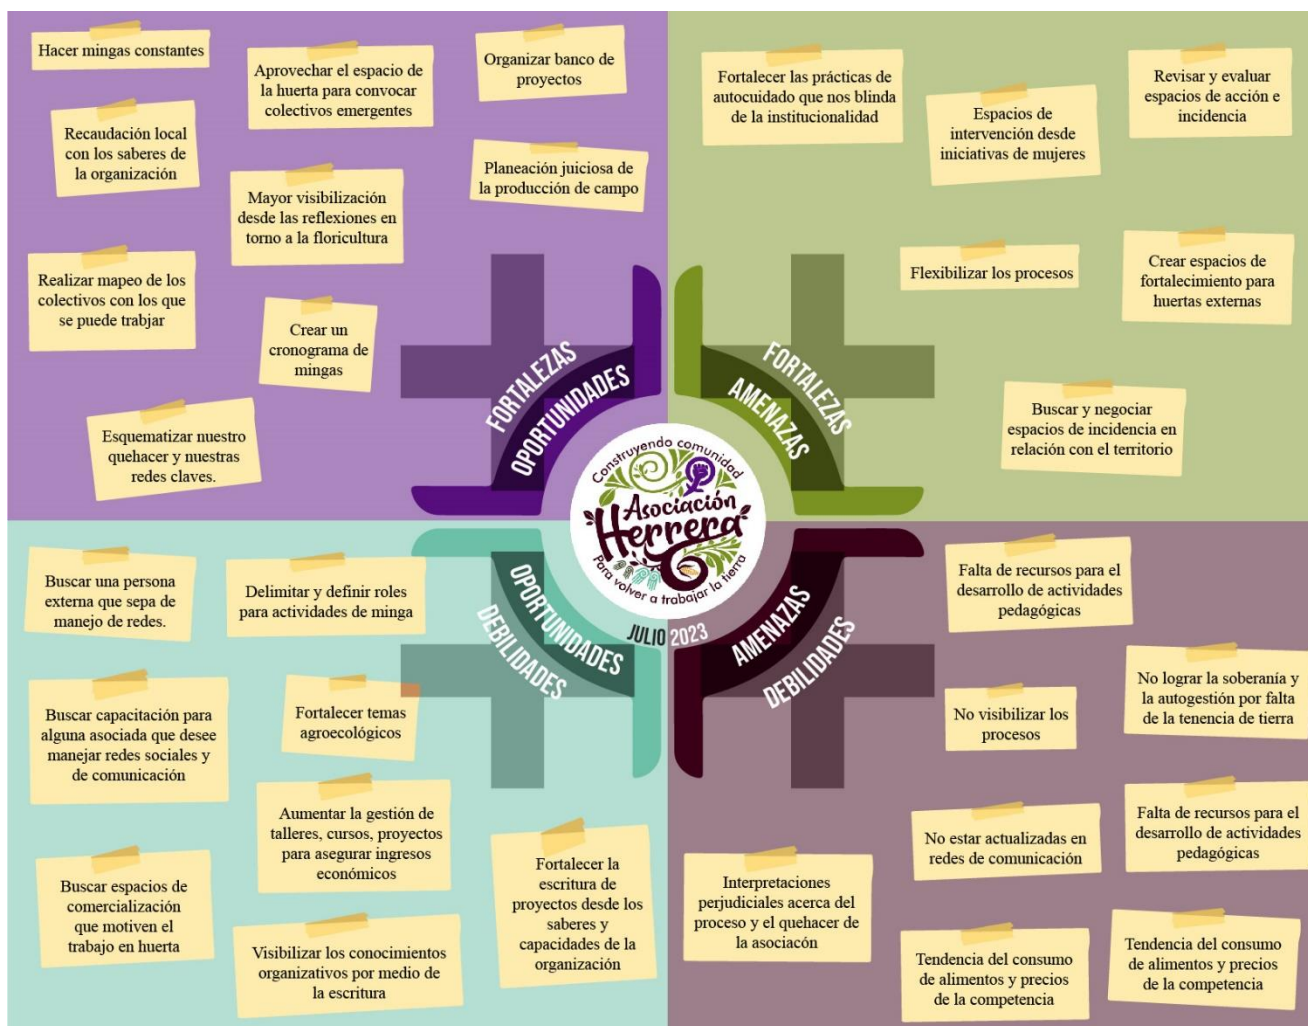 Hacer mingas constantes
Aprovechar el espacio de
la huerta para convocar
colectivos emergentes
Organizar banco de
proyectos
Recaudación local
con los saberes de
la organización
Mayor visibilización
desde las reflexiones en
torno a la floricultura
Planeación juiciosa de
la producción de campo
Realizar mapeo de los
colectivos con los que
se puede trabjar
Crear un
cronograma de
mingas
Esquematizar nuestro
quehacer y nuestras
redes claves.
FORTALEZAS
OPORTUNIDADES
Fortalecer las prácticas de
autocuidado que nos blinda
de la institucionalidad
Espacios de
intervención desde
iniciativas de mujeres
Revisar y evaluar
espacios de acción e
incidencia
Flexibilizar los procesos
Crear espacios de
fortalecimiento para
huertas externas
Buscar y negociar
espacios de incidencia en
relación con el territorio
FORTALEZAS
AMENAZAS
Construyendo comunidad
Asociación
Herrera
Para volver a trabajar la tierra
JULIO 2023
OPORTUNIDADES
DEBILIDADES
Buscar una persona
externa que sepa de
manejo de redes.
Delimitar y definir roles
para actividades de minga
Buscar capacitación para
alguna asociada que desee
manejar redes sociales y
de comunicación
Fortalecer temas
agroecológicos
Aumentar la gestión de
talleres, cursos, proyectos
para asegurar ingresos
económicos
Buscar espacios de
comercialización
que motiven el
trabajo en huerta
Visibilizar los conocimientos
organizativos por medio de
la escritura
Fortalecer la
escritura de
proyectos desde los
saberes y
capacidades de la
organización
AMENAZAS
DEBILIDADES
Falta de recursos para el
desarrollo de actividades
pedagógicas
No visibilizar los
procesos
No lograr la soberanía y
la autogestión por falta
de la tenencia de tierra
No estar actualizadas en
redes de comunicación
Falta de recursos para el
desarrollo de actividades
pedagógicas
Interpretaciones
perjudiciales acerca del
proceso y el quehacer de
la asociacón
Tendencia del consumo
de alimentos y precios
de la competencia
Tendencia del consumo
de alimentos y precios
de la competencia